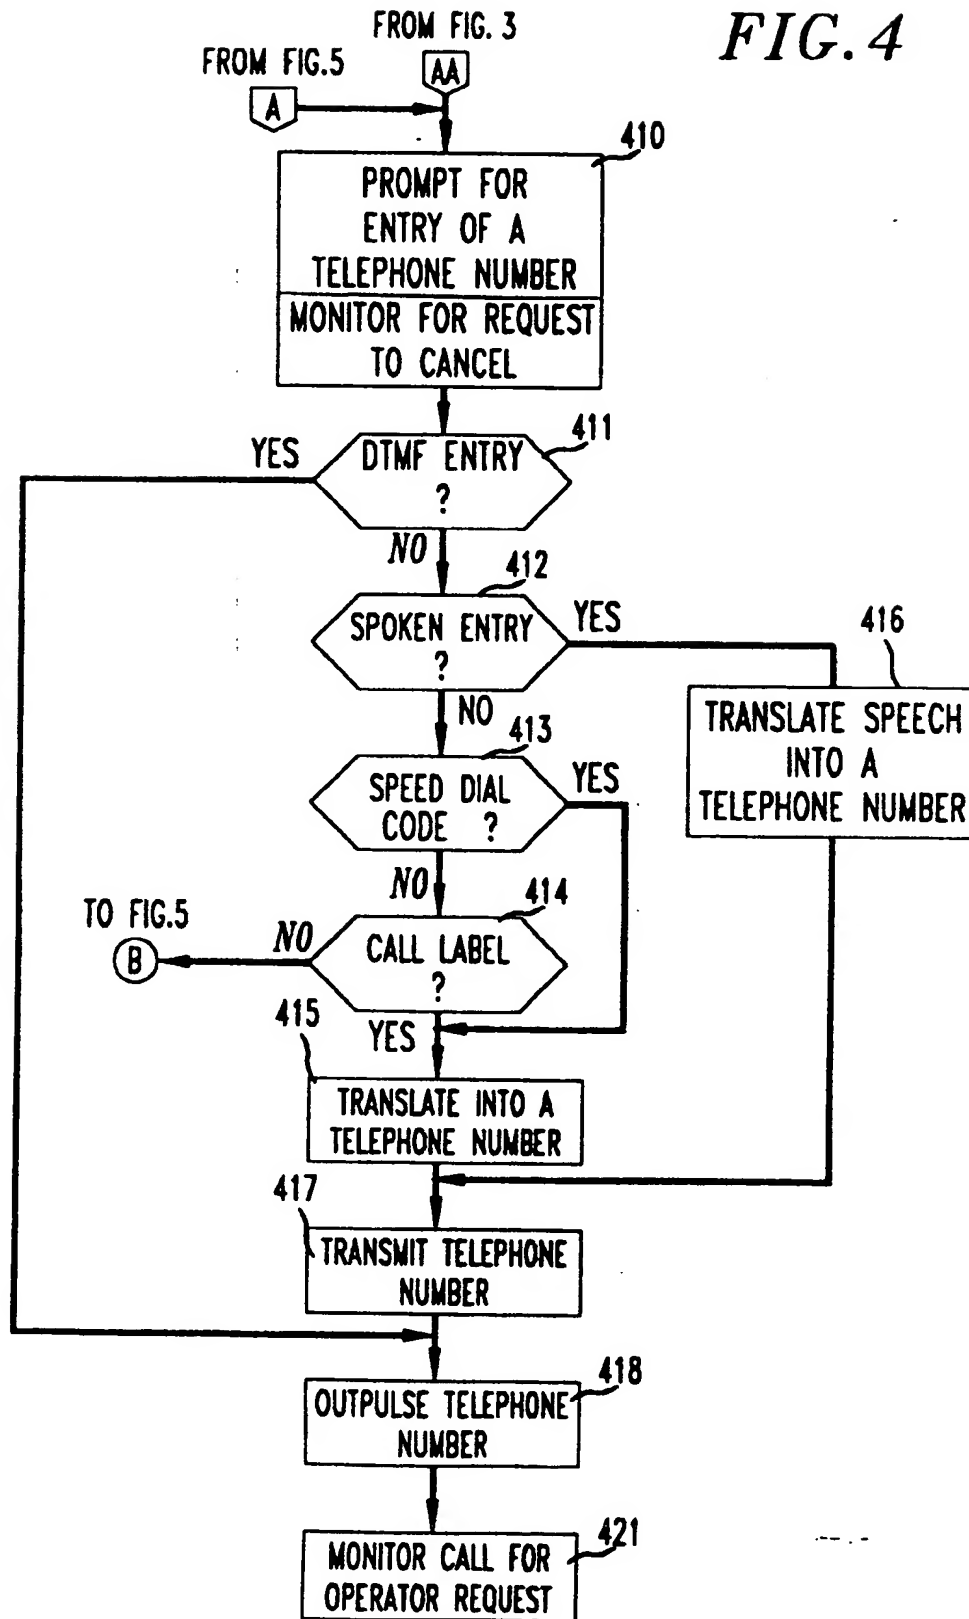 FROM FIG. 3
FIG. 4
FROM FIG.5
AA
A
410
PROMPT FOR
ENTRY OF A
TELEPHONE NUMBER
MONITOR FOR REQUEST
TO CANCEL
411
YES
DTMF ENTRY
?
NO
412
SPOKEN ENTRY
?
YES
416
TRANSLATE SPEECH
INTO A
TELEPHONE NUMBER
NO
413
SPEED DIAL
CODE ?
YES
NO
414
TO FIG.5
B
NO
CALL LABEL
?
415
YES
TRANSLATE INTO A
TELEPHONE NUMBER
417
TRANSMIT TELEPHONE
NUMBER
418
OUTPULSE TELEPHONE
NUMBER
421
MONITOR CALL FOR
OPERATOR REQUEST